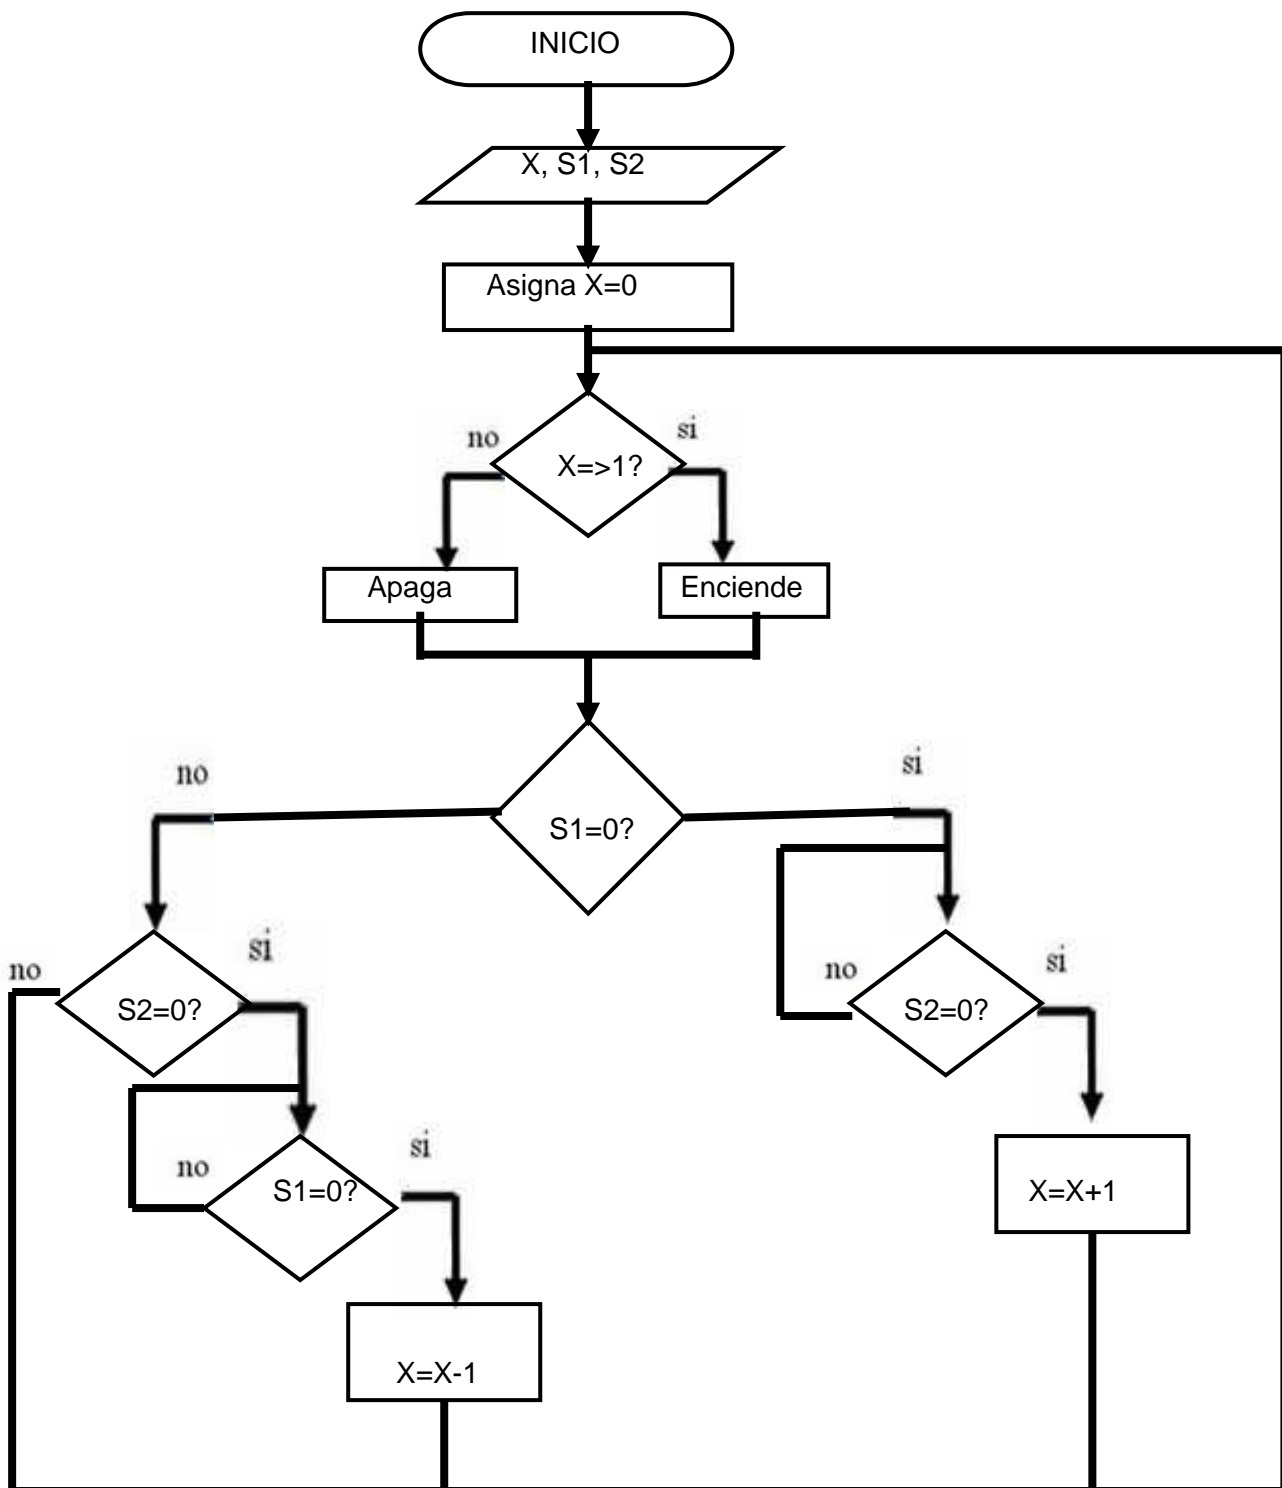 INICIO
X, S1, S2
Asigna X=0
no
si
X=>1?
Apaga
Enciende
no
si
S1=0?
no
si
S2=0?
no
si
S2=0?
no
si
S1=0?
X=X+1
X=X-1